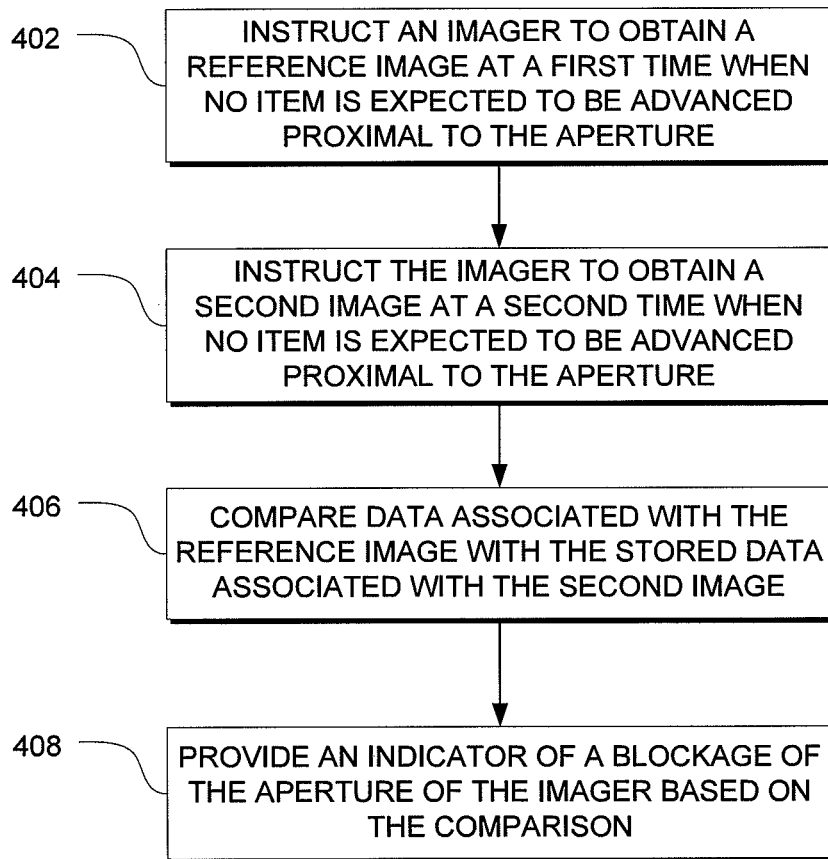 402
INSTRUCT AN IMAGER TO OBTAIN A
REFERENCE IMAGE AT A FIRST TIME WHEN
NO ITEM IS EXPECTED TO BE ADVANCED
PROXIMAL TO THE APERTURE
404
INSTRUCT THE IMAGER TO OBTAIN A
SECOND IMAGE AT A SECOND TIME WHEN
NO ITEM IS EXPECTED TO BE ADVANCED
PROXIMAL TO THE APERTURE
406
COMPARE DATA ASSOCIATED WITH THE
REFERENCE IMAGE WITH THE STORED DATA
ASSOCIATED WITH THE SECOND IMAGE
408
PROVIDE AN INDICATOR OF A BLOCKAGE OF
THE APERTURE OF THE IMAGER BASED ON
THE COMPARISON